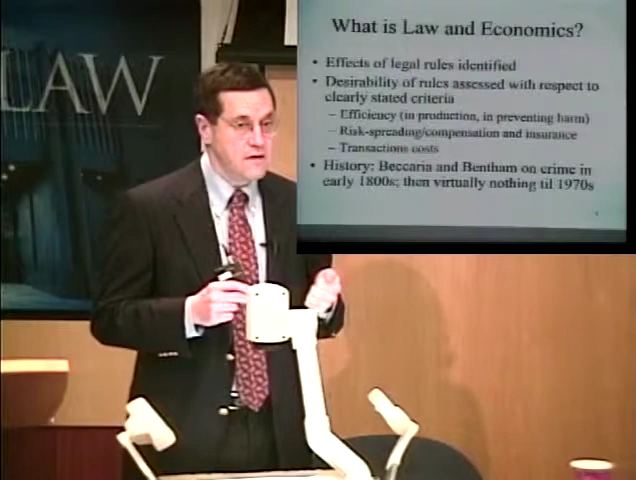 LAW
What is Law and Economics?
• Effects of legal rules identified
• Desirability of rules assessed with respect to
clearly stated criteria
– Efficiency (in production, in preventing harm)
– Risk-spreading/compensation and insurance
– Transactions costs
• History: Beccaria and Bentham on crime in
early 1800s; then virtually nothing til 1970s